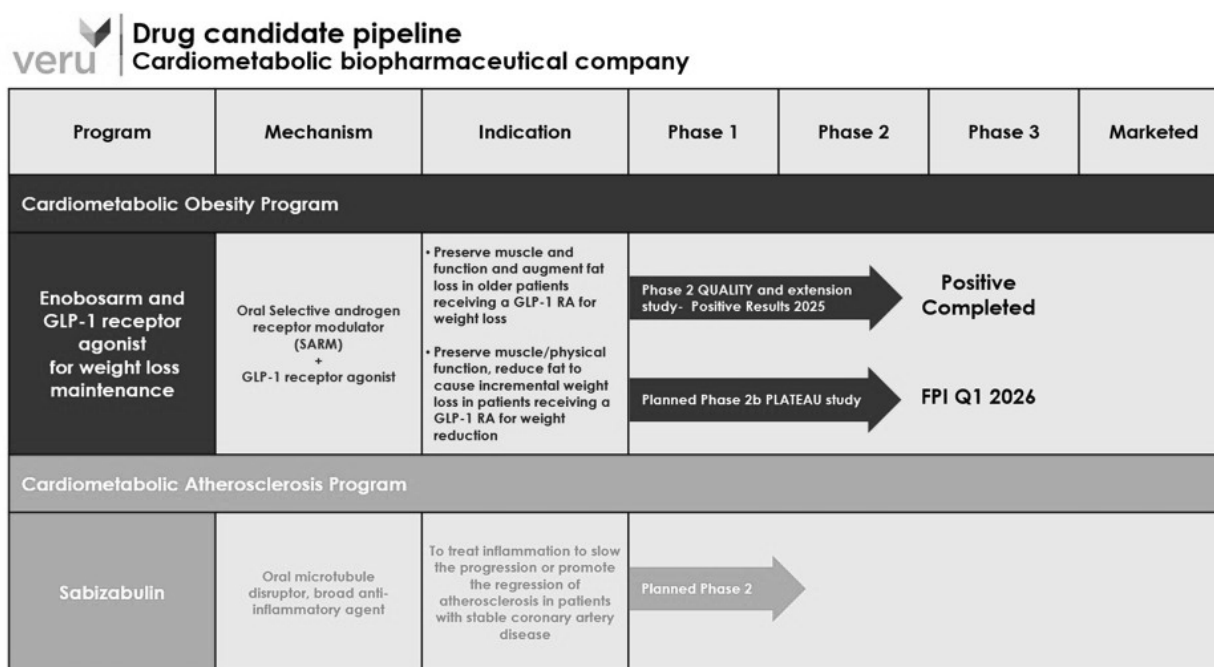 veru
Drug candidate pipeline
Cardiometabolic biopharmaceutical company
Program
Mechanism
Indication
Phase 1
Phase 2
Phase 3
Marketed
Cardiometabolic Obesity Program
Enobosarm and
GLP-1 receptor
agonist
for weight loss
maintenance
Oral Selective androgen
receptor modulator
(SARM)
+
GLP-1 receptor agonist
• Preserve muscle and
function and augment fat
loss in older patients
receiving a GLP-1 RA for
weight loss
• Preserve muscle/physical
function, reduce fat to
cause incremental weight
loss in patients receiving a
GLP-1 RA for weight
reduction
Phase 2 QUALITY and extension
study- Positive Results 2025
Positive
Completed
Planned Phase 2b PLATEAU study
FPI Q1 2026
Cardiometabolic Atherosclerosis Program
Sabizabulin
Oral microtubule
disruptor, broad anti-
inflammatory agent
To treat inflammation to slow
the progression or promote
the regression of
atherosclerosis in patients
with stable coronary artery
disease
Planned Phase 2